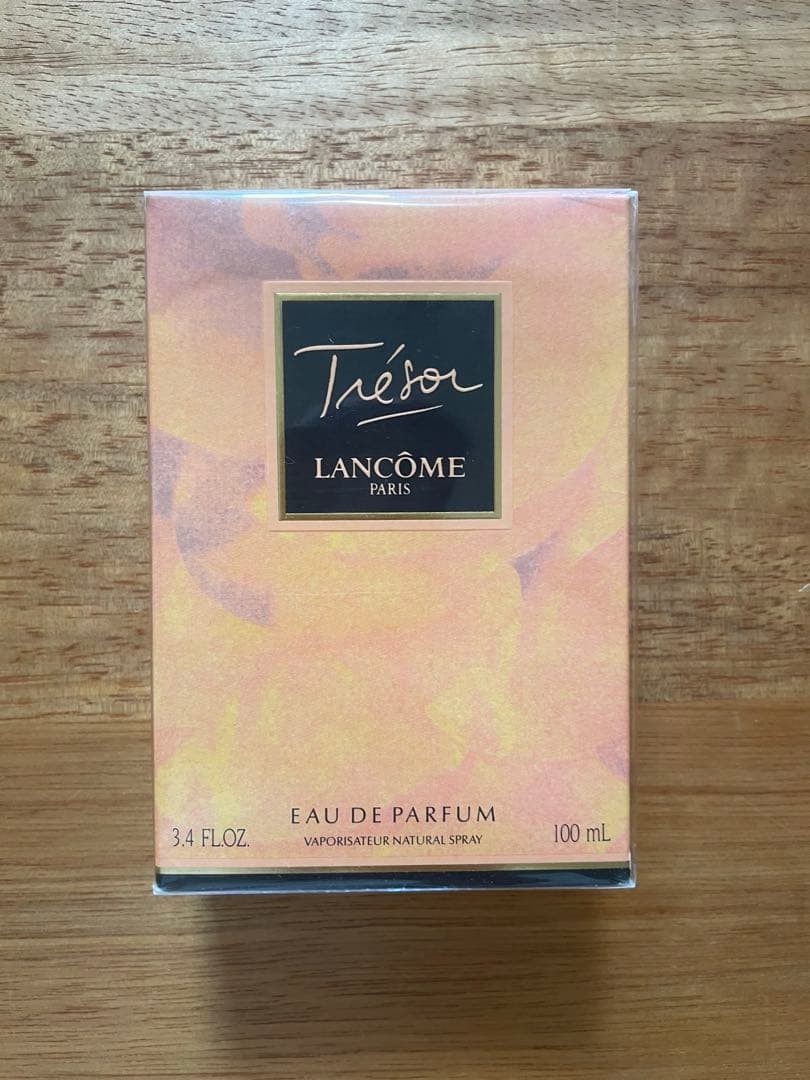 Trésor
LANCÔME
PARIS
EAU DE PARFUM
3.4 FL.OZ.
VAPORISATEUR NATURAL SPRAY
100 mL